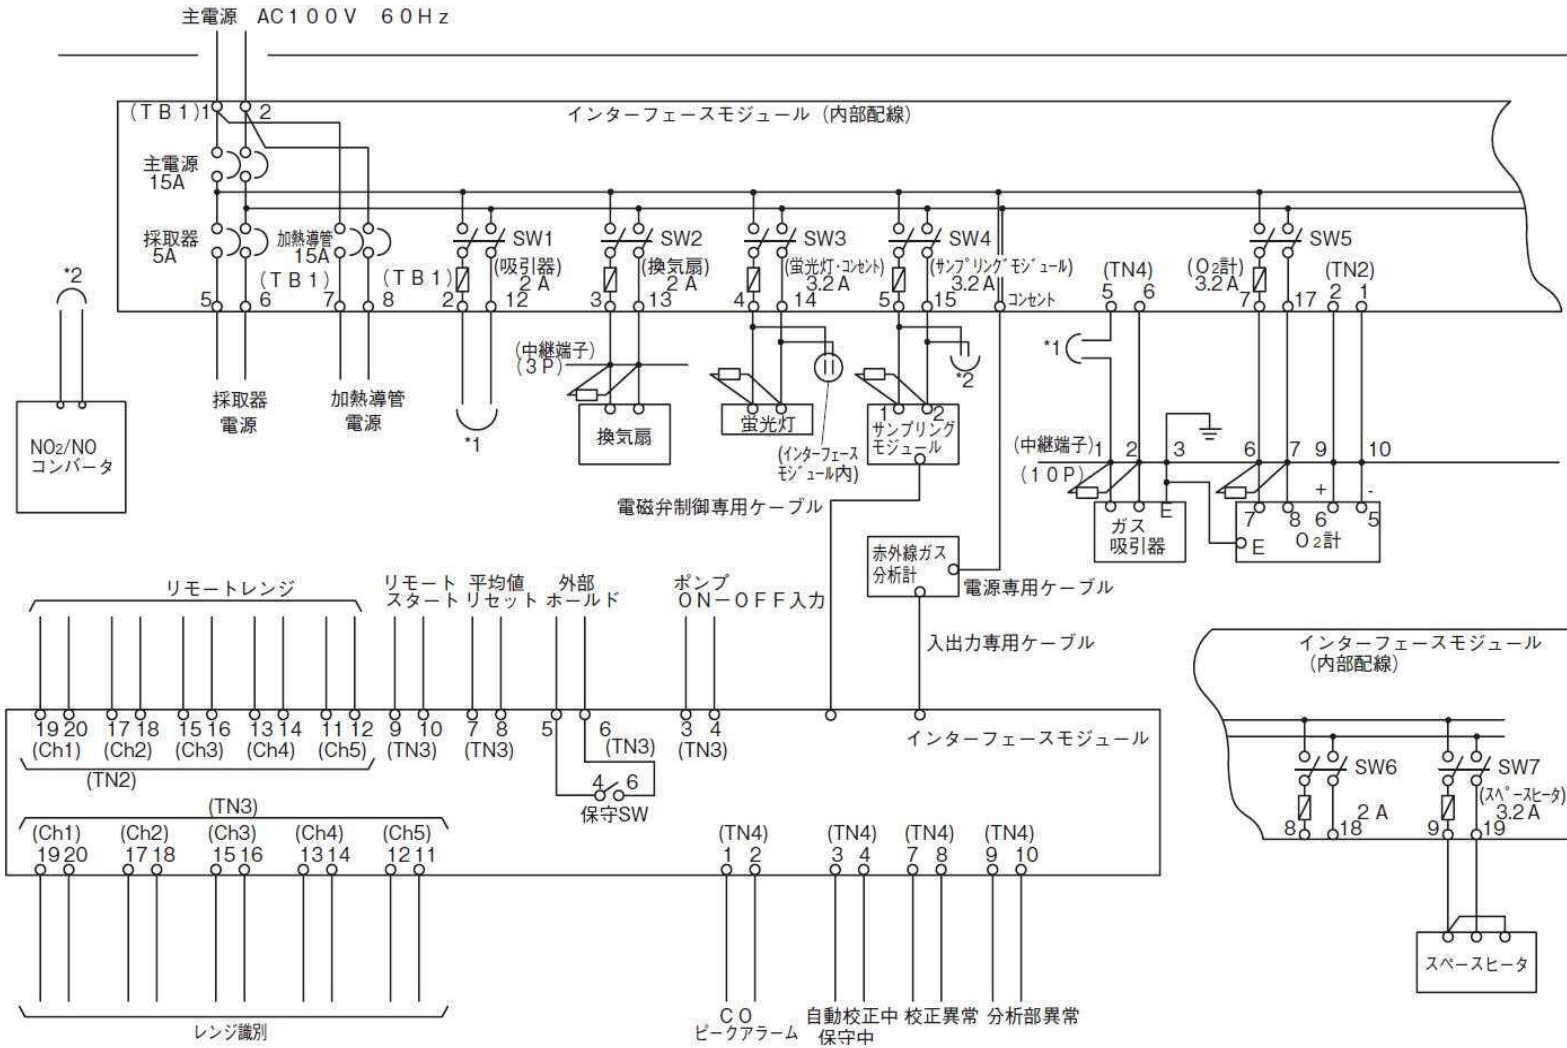 主電源 AC100V 60Hz
(TB1)1 2
インターフェースモジュール (内部配線)
主電源
15A
採取器
5A
加熱導管
15A
SW1
(吸引器)
2A
SW2
(換気扇)
2A
SW3
(蛍光灯・コンセント)
3.2A
SW4
(サンプリングモジュール)
3.2A
SW5
(O₂計)
3.2A
(TN4)
5 6
(TN2)
2 1
(TB1)
(TB1)
5 6 7 8 2 12 3 13 4 14 5 15 コンセント 7 17
*2
NO₂/NO
コンバータ
採取器
電源
加熱導管
電源
*1
(中継端子)
(3P)
換気扇
蛍光灯
(インターフェース
モジュール内)
*2
1 2
サンプリング
モジュール
*1
(中継端子)
(10P)
1 2 3 6 7 9 10
+ -
E
ガス
吸引器
7 8 6 5
E O₂計
電磁弁制御専用ケーブル
赤外線ガス
分析計
電源専用ケーブル
入出力専用ケーブル
リモートレンジ
リモート
スタート
平均値
リセット
外部
ホールド
ポンプ
ON-OFF入力
19 20 17 18 15 16 13 14 11 12 9 10 7 8 5 6 3 4
(Ch1) (Ch2) (Ch3) (Ch4) (Ch5) (TN3) (TN3) (TN3) (TN3)
(TN2)
インターフェースモジュール
4 6
保守SW
(TN3)
(Ch1) (Ch2) (Ch3) (Ch4) (Ch5)
19 20 17 18 15 16 13 14 12 11
(TN4) (TN4) (TN4) (TN4)
1 2 3 4 7 8 9 10
レンジ識別
CO
ピークアラーム
自動校正中
保守中
校正異常
分析部異常
インターフェースモジュール
(内部配線)
SW6
2A
SW7
(スペースヒータ)
3.2A
8 18 9 19
スペースヒータ